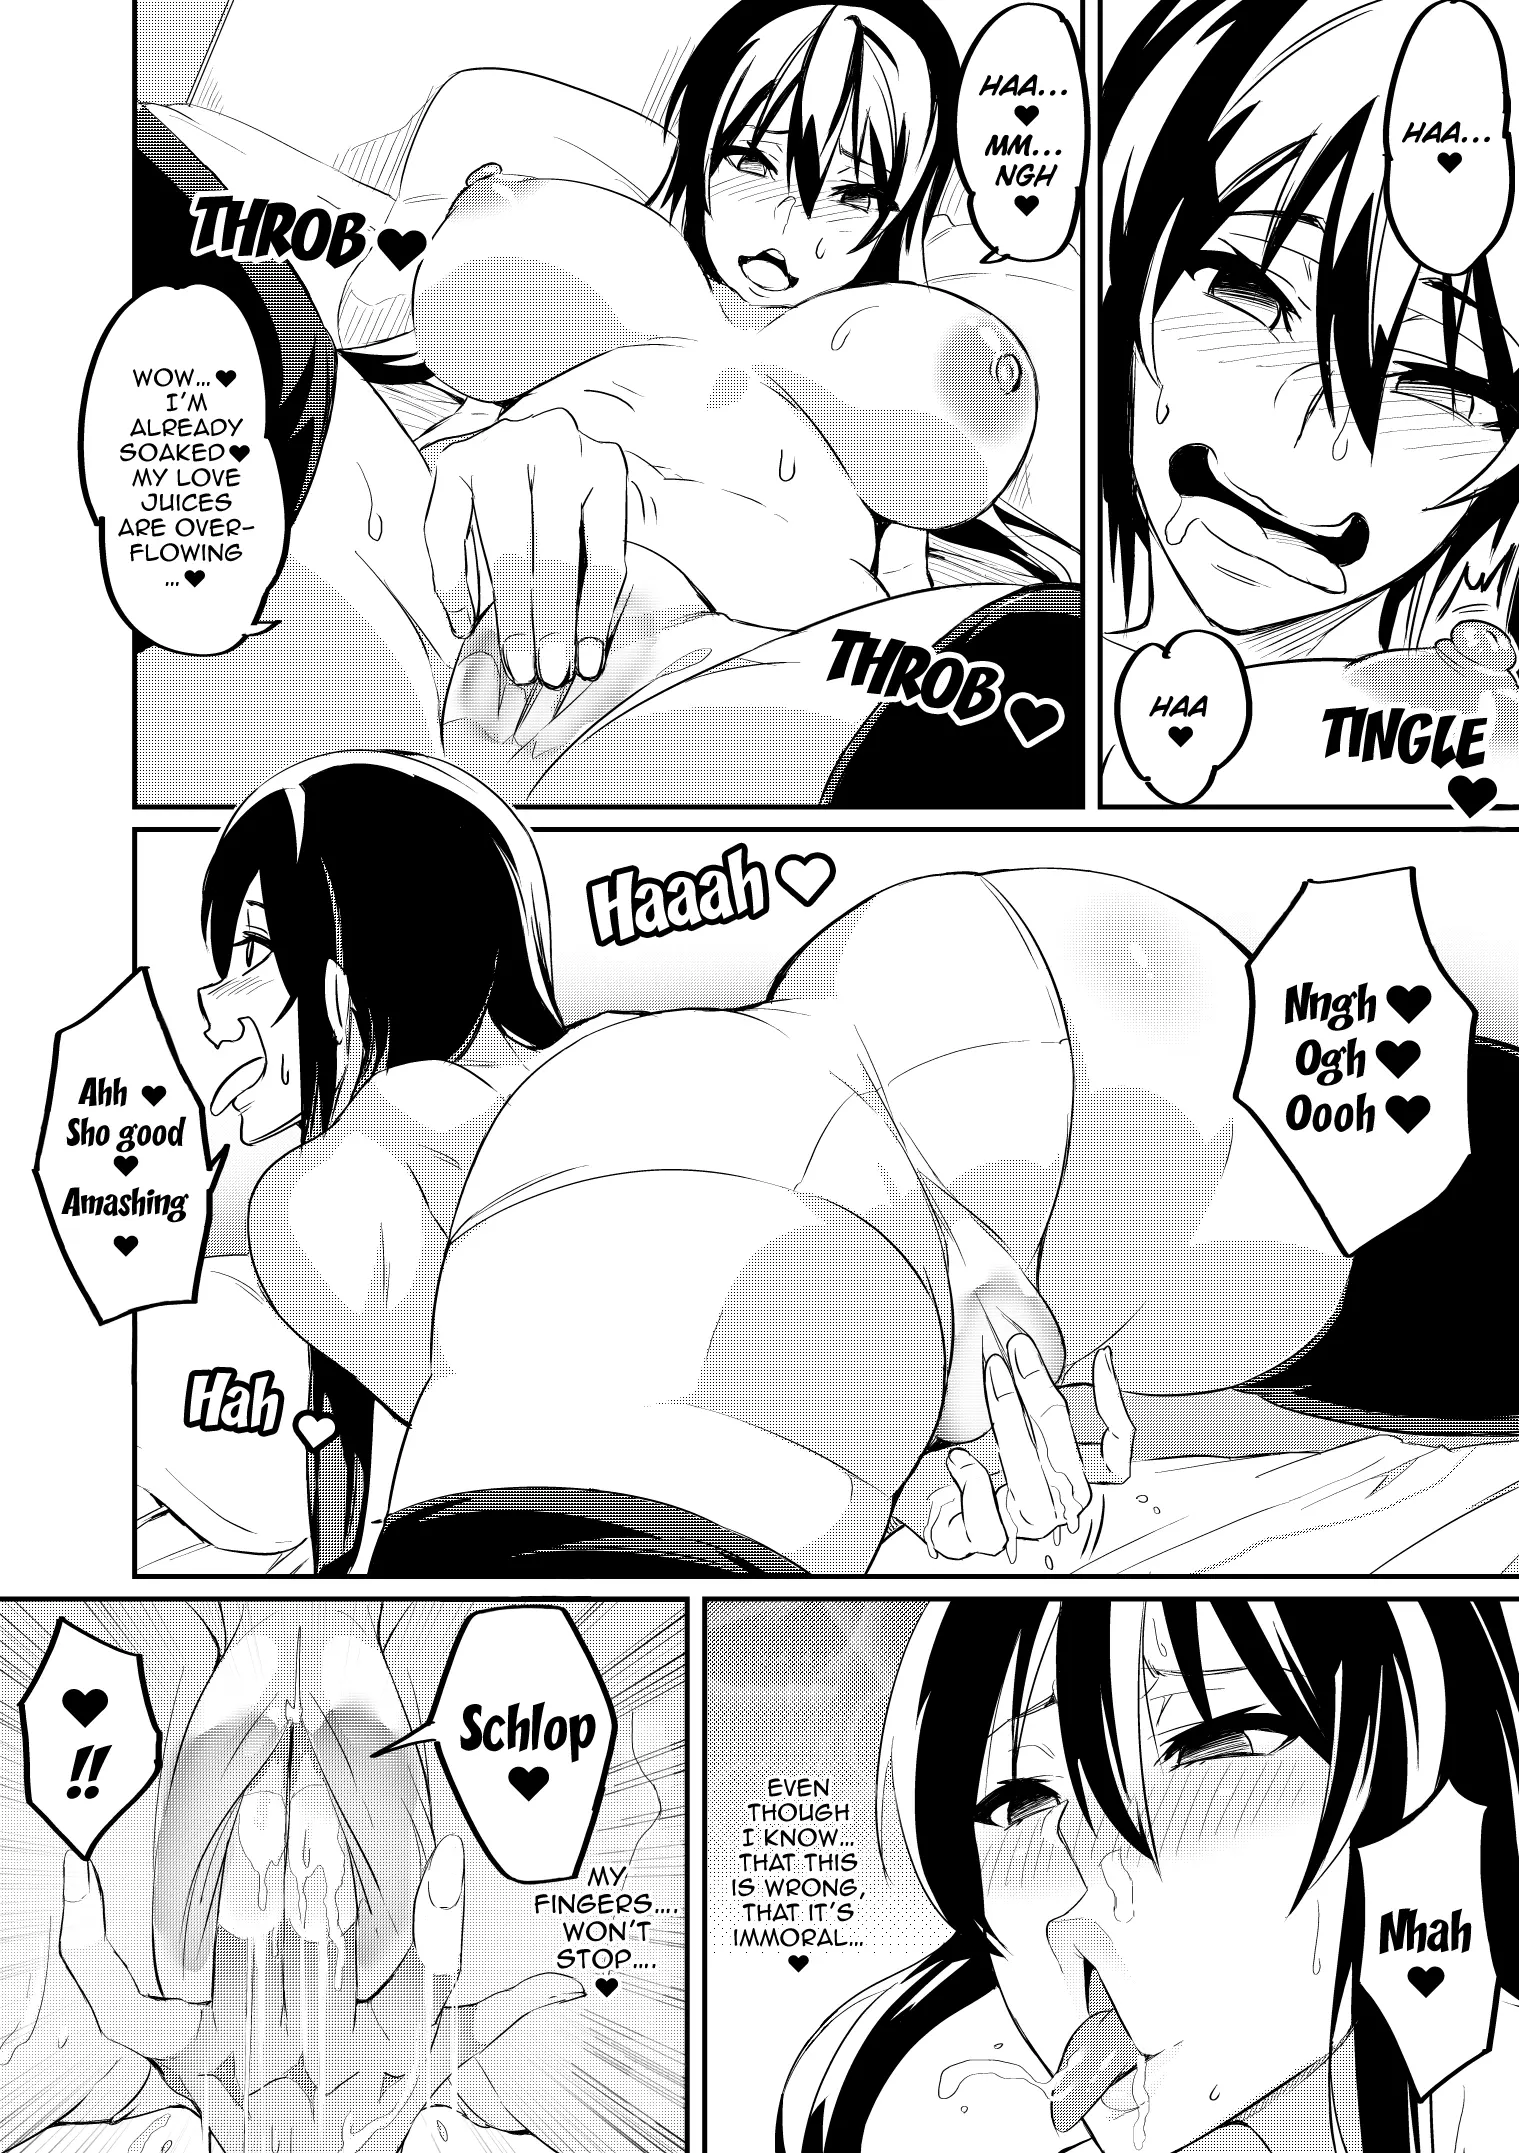 HAA...
♥
HAA
♥
TINGLE
♥
HAA...
♥
MM...
NGH
♥
THROB ♥
WOW...♥
I'M
ALREADY
SOAKED♥
MY LOVE
JUICES
ARE OVER-
FLOWING
...♥
THROB ♥
Haaah ♥
Nngh ♥
Ogh ♥
Oooh ♥
Ahh ♥
Sho good
♥
Amashing
♥
Hah ♥
Nhah
♥
EVEN
THOUGH
I KNOW...
THAT THIS
IS WRONG,
THAT IT'S
IMMORAL...
♥
Schlop
♥
MY
FINGERS....
WON'T
STOP....
♥
♥
!!